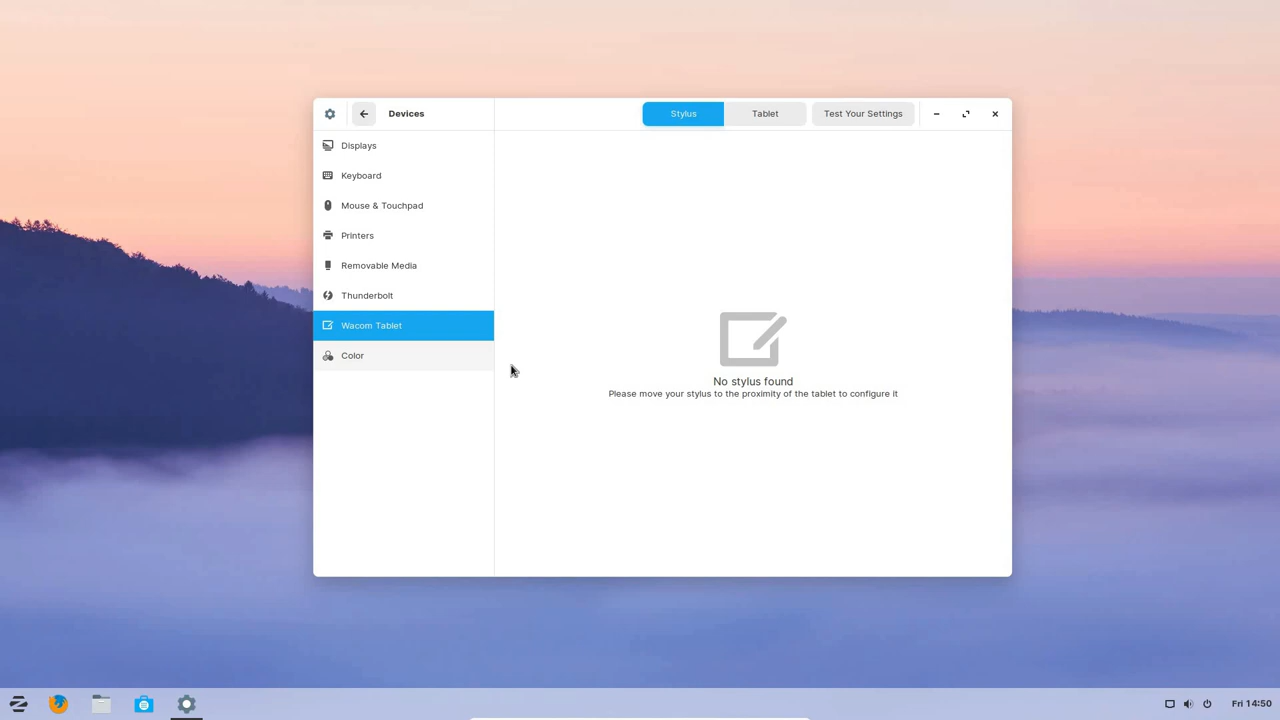 Devices
Stylus
Tablet
Test Your Settings
Displays
Keyboard
Mouse & Touchpad
Printers
Removable Media
Thunderbolt
Wacom Tablet
Color
No stylus found
Please move your stylus to the proximity of the tablet to configure it
Fri 14:50